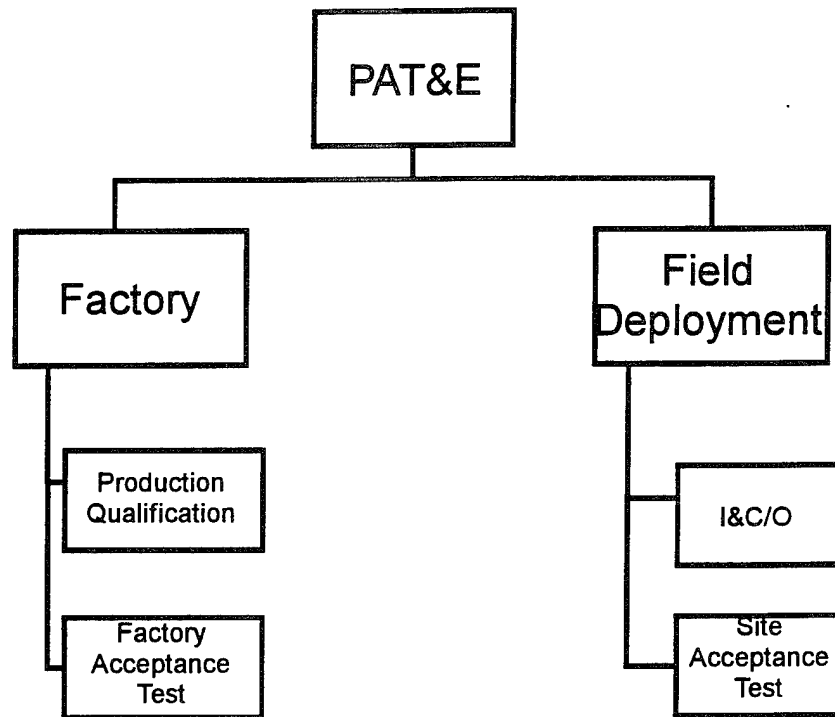 PAT&E
Factory
Field
Deployment
Production
Qualification
I&C/O
Factory
Acceptance
Test
Site
Acceptance
Test